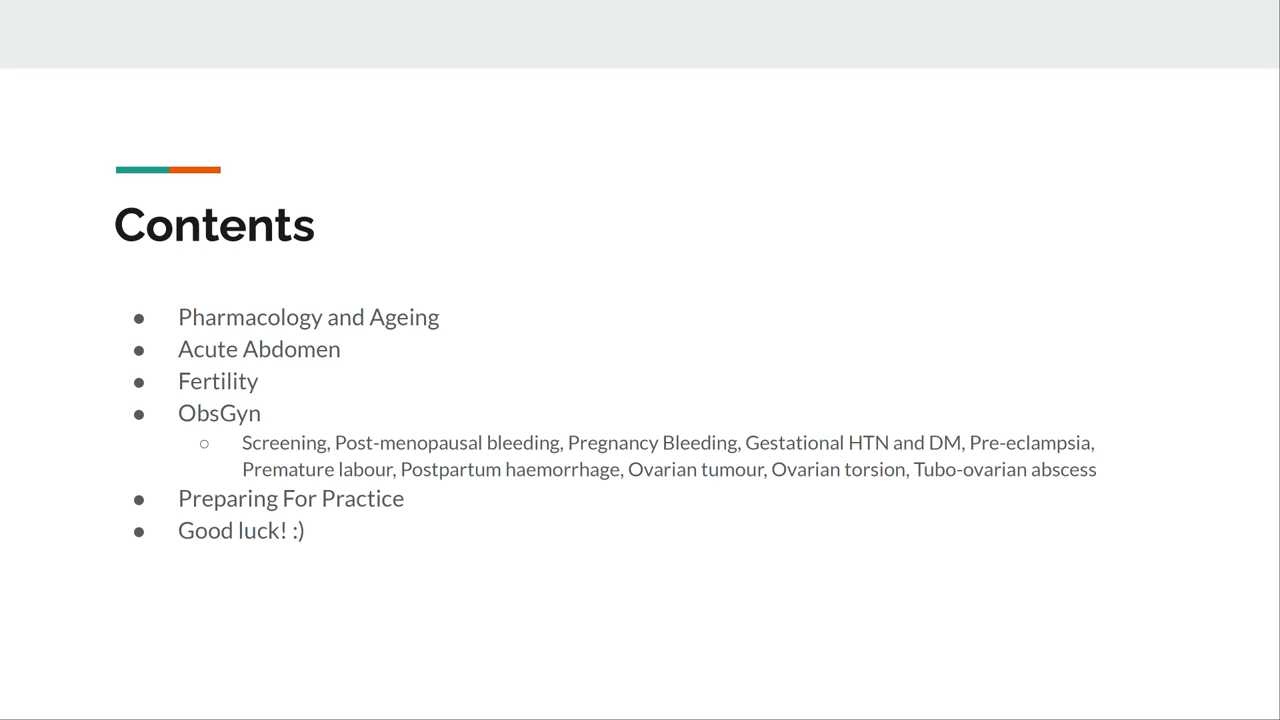 Contents
● Pharmacology and Ageing
● Acute Abdomen
● Fertility
● ObsGyn
○ Screening, Post-menopausal bleeding, Pregnancy Bleeding, Gestational HTN and DM, Pre-eclampsia,
Premature labour, Postpartum haemorrhage, Ovarian tumour, Ovarian torsion, Tubo-ovarian abscess
● Preparing For Practice
● Good luck! :)